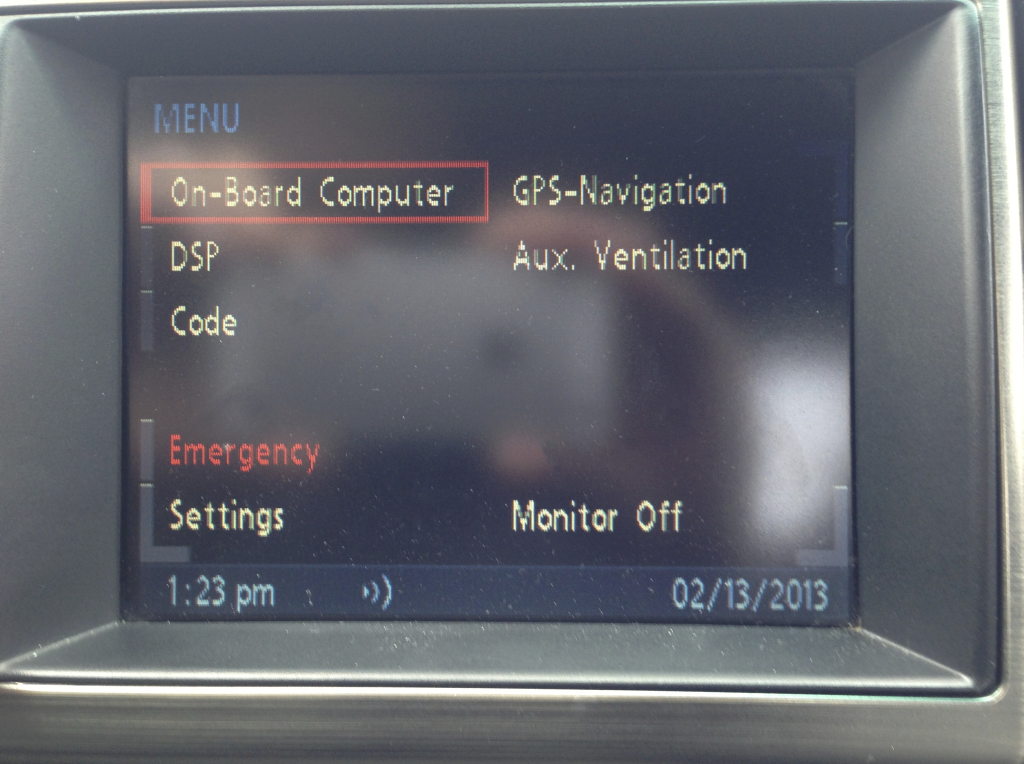 MENU
On-Board Computer GPS-Navigation
DSP Aux. Ventilation
Code
Emergency
Settings Monitor Off
1:23 pm 02/13/2013